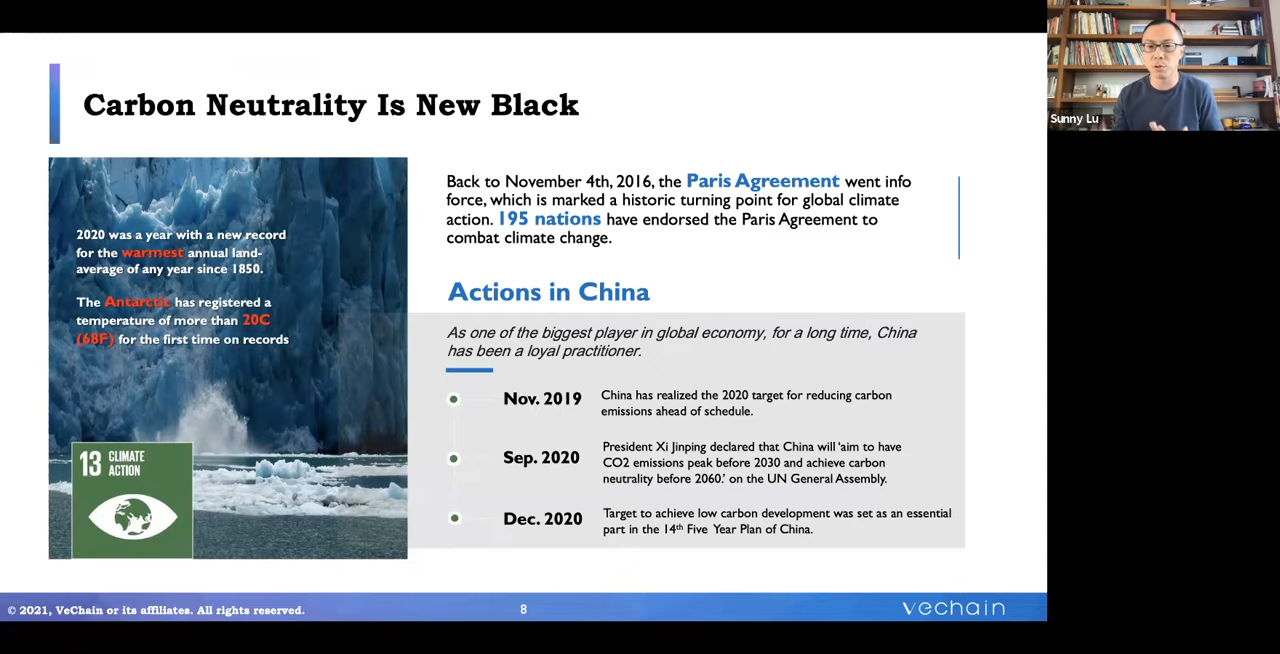 Carbon Neutrality Is New Black
Sunny Lu
2020 was a year with a new record
for the warmest annual land-
average of any year since 1850.
The Antarctic has registered a
temperature of more than 20C
(68F) for the first time on records
13 CLIMATE
ACTION
Back to November 4th, 2016, the Paris Agreement went info
force, which is marked a historic turning point for global climate
action. 195 nations have endorsed the Paris Agreement to
combat climate change.
Actions in China
As one of the biggest player in global economy, for a long time, China
has been a loyal practitioner.
Nov. 2019
China has realized the 2020 target for reducing carbon
emissions ahead of schedule.
Sep. 2020
President Xi Jinping declared that China will 'aim to have
CO2 emissions peak before 2030 and achieve carbon
neutrality before 2060.' on the UN General Assembly.
Dec. 2020
Target to achieve low carbon development was set as an essential
part in the 14th Five Year Plan of China.
© 2021, VeChain or its affiliates. All rights reserved.
8
vechain